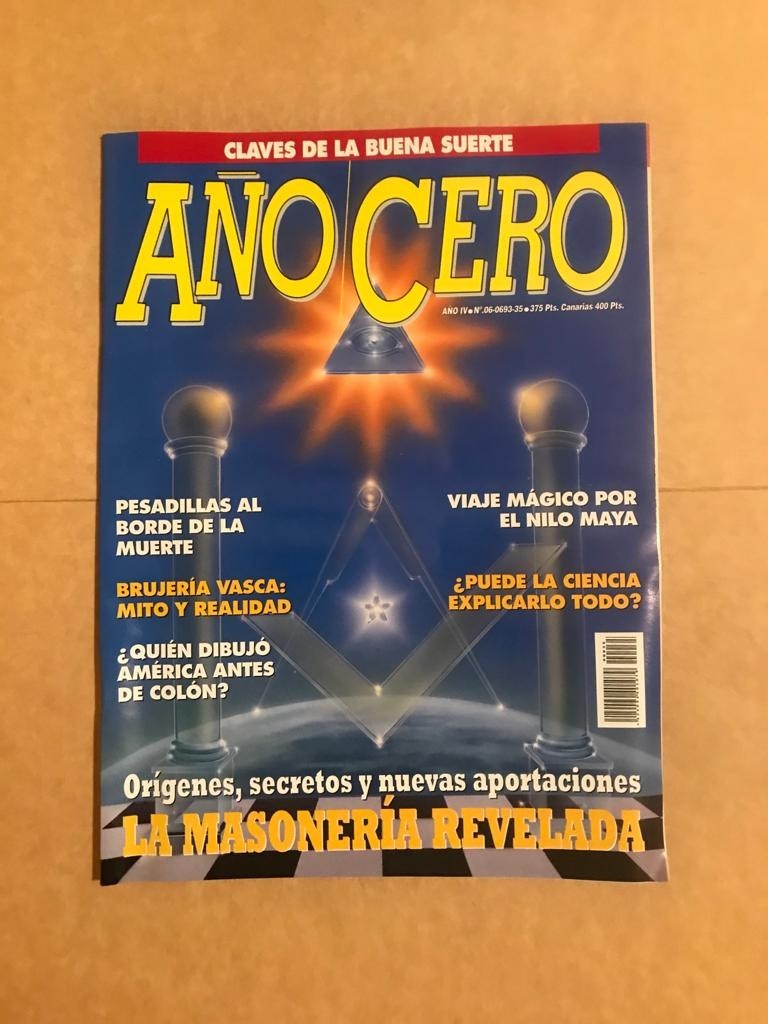 CLAVES DE LA BUENA SUERTE
AÑO CERO
AÑO IV●Nº.06-0693-35●375 Pts. Canarias 400 Pts.
PESADILLAS AL
BORDE DE LA
MUERTE
BRUJERÍA VASCA:
MITO Y REALIDAD
¿QUIÉN DIBUJÓ
AMÉRICA ANTES
DE COLÓN?
VIAJE MÁGICO POR
EL NILO MAYA
¿PUEDE LA CIENCIA
EXPLICARLO TODO?
Orígenes, secretos y nuevas aportaciones
LA MASONERÍA REVELADA